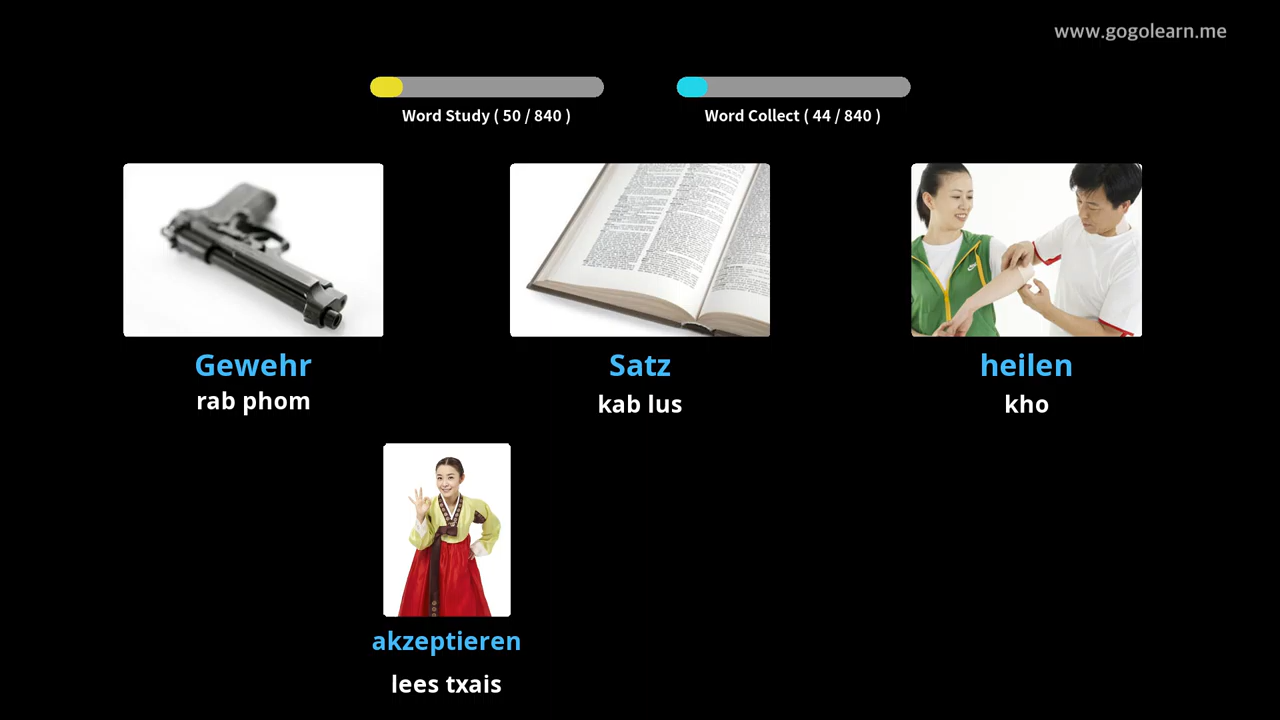 www.gogolearn.me
Word Study ( 50 / 840 )
Word Collect ( 44 / 840 )
Gewehr
rab phom
Satz
kab lus
heilen
kho
akzeptieren
lees txais